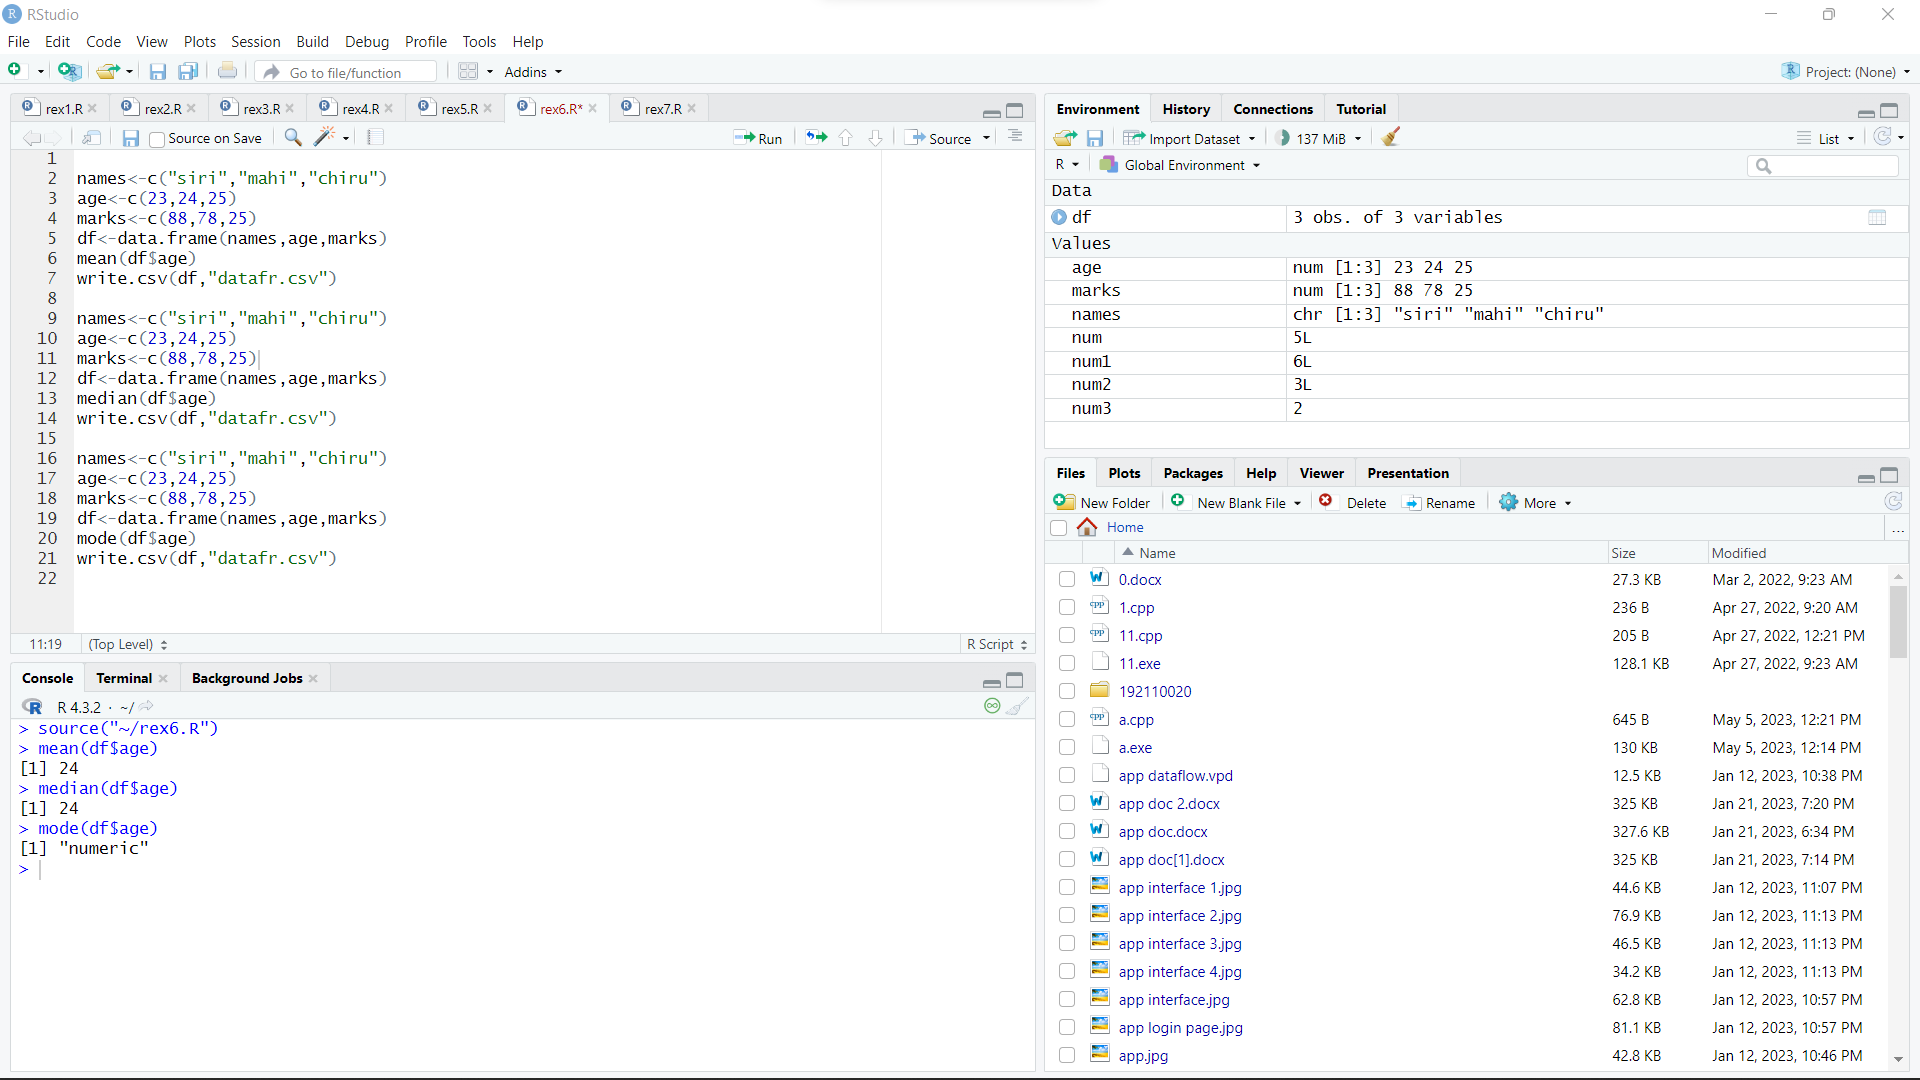 RStudio
File Edit Code View Plots Session Build Debug Profile Tools Help
Go to file/function Addins Project: (None)
rex1.R rex2.R rex3.R rex4.R rex5.R rex6.R* rex7.R
Source on Save Run Source
1
2 names<-c("siri","mahi","chiru")
3 age<-c(23,24,25)
4 marks<-c(88,78,25)
5 df<-data.frame(names,age,marks)
6 mean(df$age)
7 write.csv(df,"datafr.csv")
8
9 names<-c("siri","mahi","chiru")
10 age<-c(23,24,25)
11 marks<-c(88,78,25)
12 df<-data.frame(names,age,marks)
13 median(df$age)
14 write.csv(df,"datafr.csv")
15
16 names<-c("siri","mahi","chiru")
17 age<-c(23,24,25)
18 marks<-c(88,78,25)
19 df<-data.frame(names,age,marks)
20 mode(df$age)
21 write.csv(df,"datafr.csv")
22
11:19 (Top Level) R Script
Console Terminal Background Jobs
R 4.3.2 · ~/
> source("~/rex6.R")
> mean(df$age)
[1] 24
> median(df$age)
[1] 24
> mode(df$age)
[1] "numeric"
>
Environment History Connections Tutorial
Import Dataset 137 MiB List
R Global Environment
Data
df 3 obs. of 3 variables
Values
age num [1:3] 23 24 25
marks num [1:3] 88 78 25
names chr [1:3] "siri" "mahi" "chiru"
num 5L
num1 6L
num2 3L
num3 2
Files Plots Packages Help Viewer Presentation
New Folder New Blank File Delete Rename More
Home ...
Name Size Modified
0.docx 27.3 KB Mar 2, 2022, 9:23 AM
1.cpp 236 B Apr 27, 2022, 9:20 AM
11.cpp 205 B Apr 27, 2022, 12:21 PM
11.exe 128.1 KB Apr 27, 2022, 9:23 AM
192110020
a.cpp 645 B May 5, 2023, 12:21 PM
a.exe 130 KB May 5, 2023, 12:14 PM
app dataflow.vpd 12.5 KB Jan 12, 2023, 10:38 PM
app doc 2.docx 325 KB Jan 21, 2023, 7:20 PM
app doc.docx 327.6 KB Jan 21, 2023, 6:34 PM
app doc[1].docx 325 KB Jan 21, 2023, 7:14 PM
app interface 1.jpg 44.6 KB Jan 12, 2023, 11:07 PM
app interface 2.jpg 76.9 KB Jan 12, 2023, 11:13 PM
app interface 3.jpg 46.5 KB Jan 12, 2023, 11:13 PM
app interface 4.jpg 34.2 KB Jan 12, 2023, 11:13 PM
app interface.jpg 62.8 KB Jan 12, 2023, 10:57 PM
app login page.jpg 81.1 KB Jan 12, 2023, 10:57 PM
app.jpg 42.8 KB Jan 12, 2023, 10:46 PM